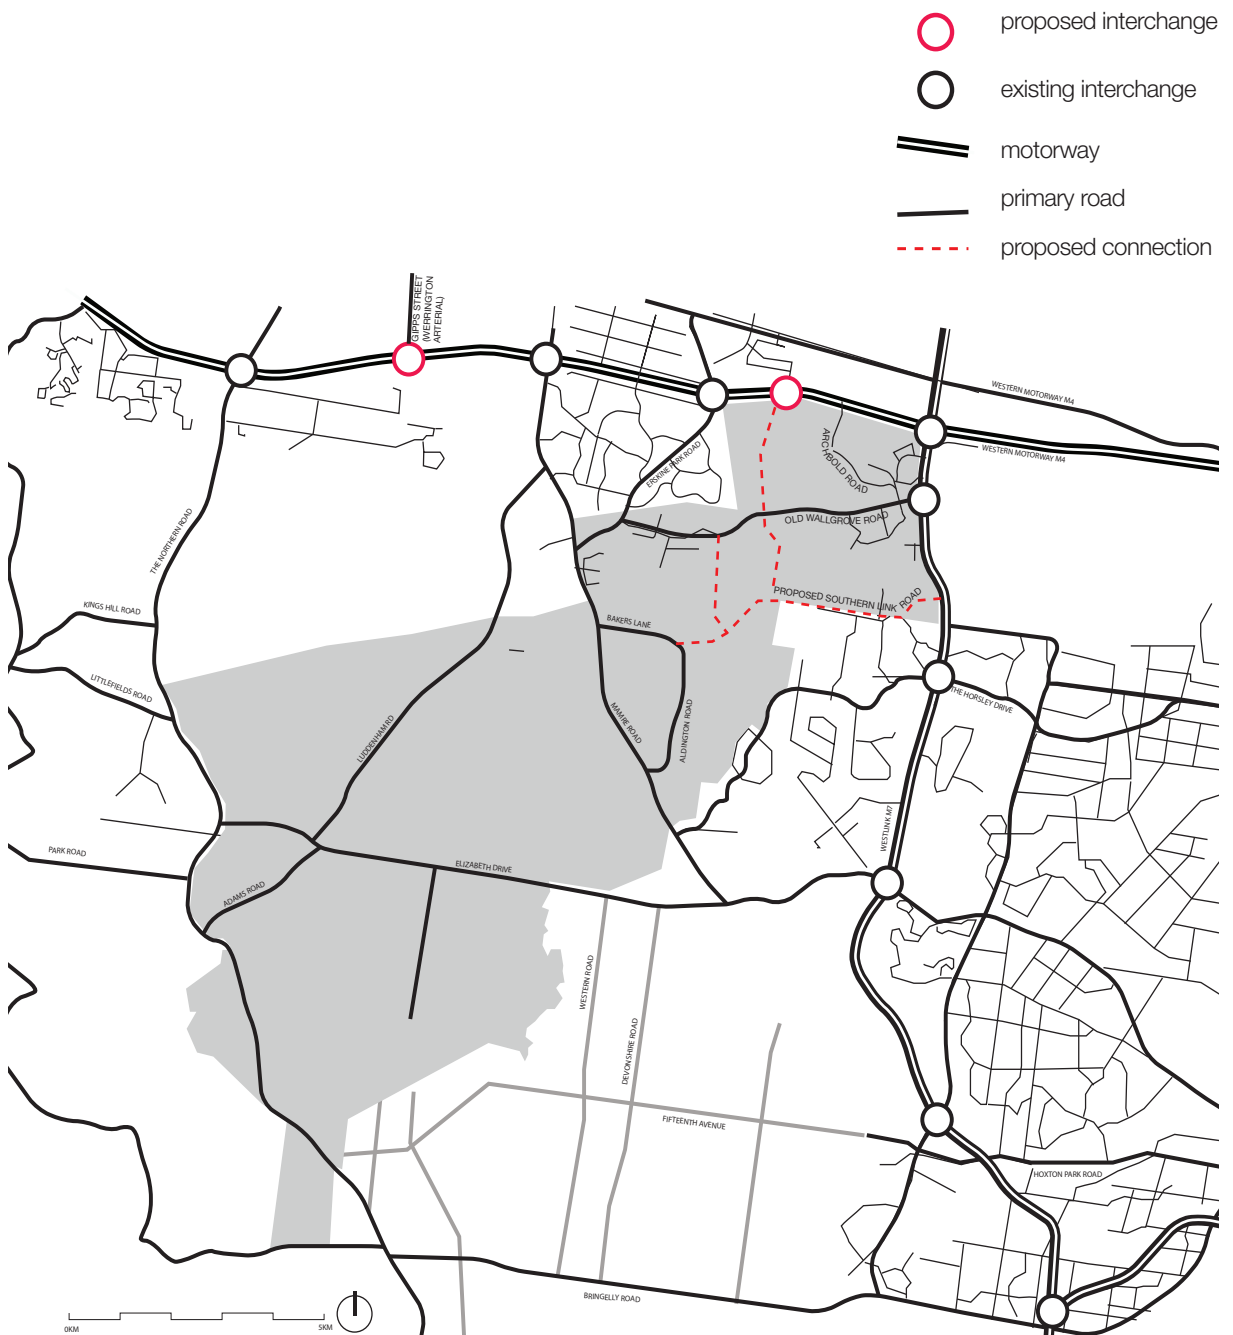 proposed interchange
existing interchange
motorway
primary road
proposed connection
GIPPS STREET
(WERRINGTON
ARTERIAL)
WESTERN MOTORWAY M4
WESTERN MOTORWAY M4
ARCHBOLD ROAD
ERSKINE PARK ROAD
OLD WALLGROVE ROAD
THE NORTHERN ROAD
PROPOSED SOUTHERN LINK ROAD
KINGS HILL ROAD
BAKERS LANE
LITTLEFIELDS ROAD
THE HORSLEY DRIVE
MAMRE ROAD
ALDINGTON ROAD
LUDDENHAM RD
WESTLINK M7
PARK ROAD
ELIZABETH DRIVE
ADAMS ROAD
WESTERN ROAD
DEVONSHIRE ROAD
FIFTEENTH AVENUE
HOXTON PARK ROAD
BRINGELLY ROAD
0KM
5KM